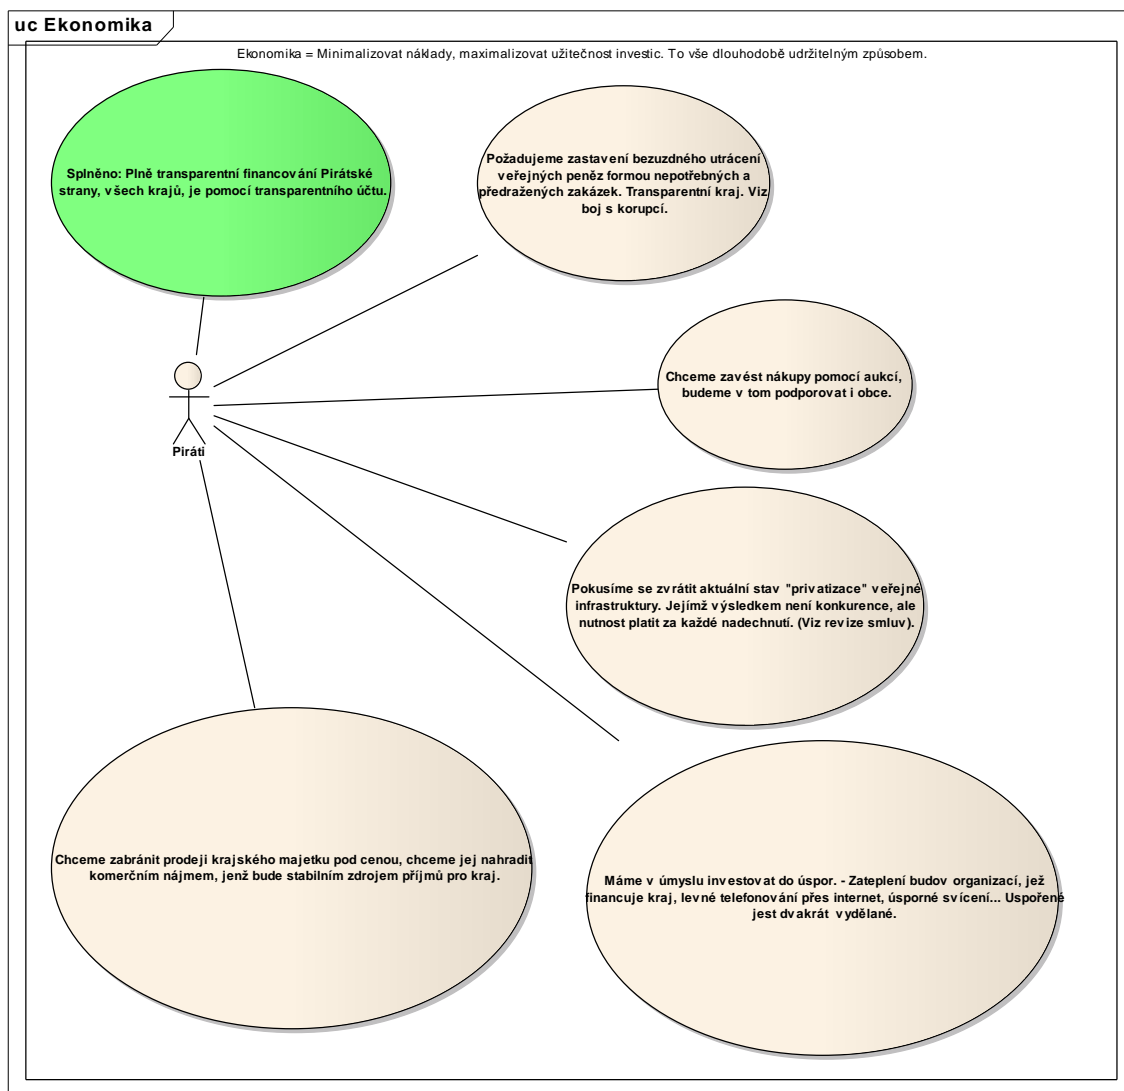 uc Ekonomika
Ekonomika = Minimalizovat náklady, maximalizovat užitečnost investic. To vše dlouhodobě udržitelným způsobem.
Splněno: Plně transparentní financování Pirátské
strany, všech krajů, je pomocí transparentního účtu.
Požadujeme zastavení bezuzdného utrácení
veřejných peněz formou nepotřebných a
předražených zakázek. Transparentní kraj. Viz
boj s korupcí.
Chceme zavést nákupy pomocí aukcí,
budeme v tom podporovat i obce.
Piráti
Pokusíme se zvrátit aktuální stav "privatizace" veřejné
infrastruktury. Jejímž výsledkem není konkurence, ale
nutnost platit za každé nadechnutí. (Viz revize smluv).
Chceme zabránit prodeji krajského majetku pod cenou, chceme jej nahradit
komerčním nájmem, jenž bude stabilním zdrojem příjmů pro kraj.
Máme v úmyslu investovat do úspor. - Zateplení budov organizací, jež
financuje kraj, levné telefonování přes internet, úsporné svícení... Uspořené
jest dvakrát vydělané.